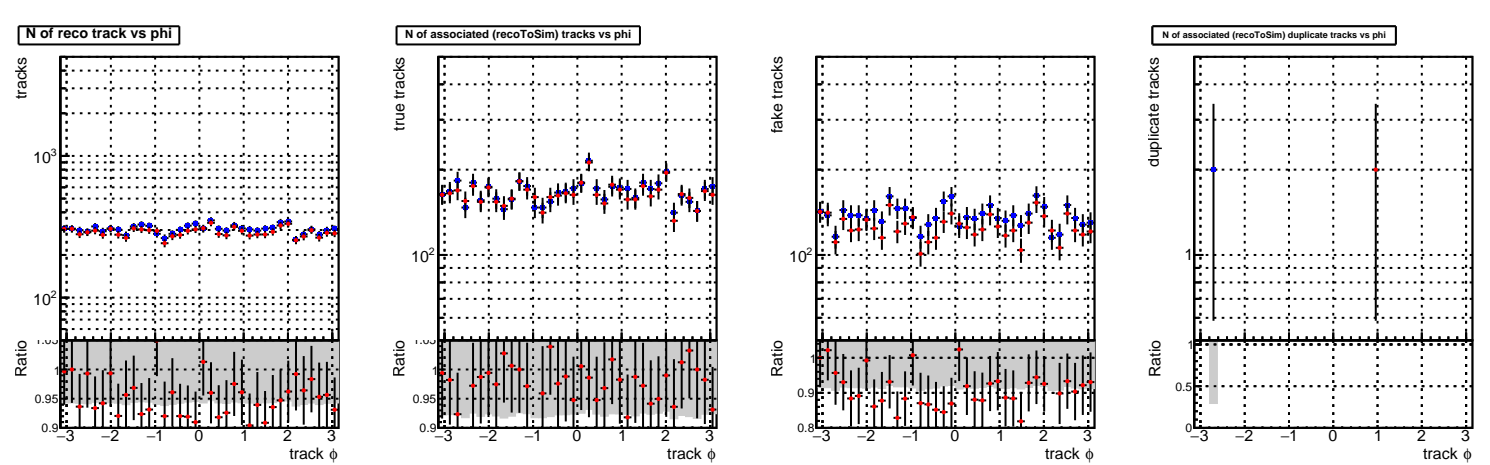 N of reco track vs phi
tracks
10³
10²
Ratio
1
0.95
0.9
−3 −2 −1 0 1 2 3
track ϕ
N of associated (recoToSim) tracks vs phi
true tracks
10²
Ratio
1
0.95
0.9
−3 −2 −1 0 1 2 3
track ϕ
fake tracks
10²
Ratio
1
0.9
0.8
−3 −2 −1 0 1 2 3
track ϕ
N of associated (recoToSim) duplicate tracks vs phi
duplicate tracks
1
Ratio
1
0.5
0
−3 −2 −1 0 1 2 3
track ϕ